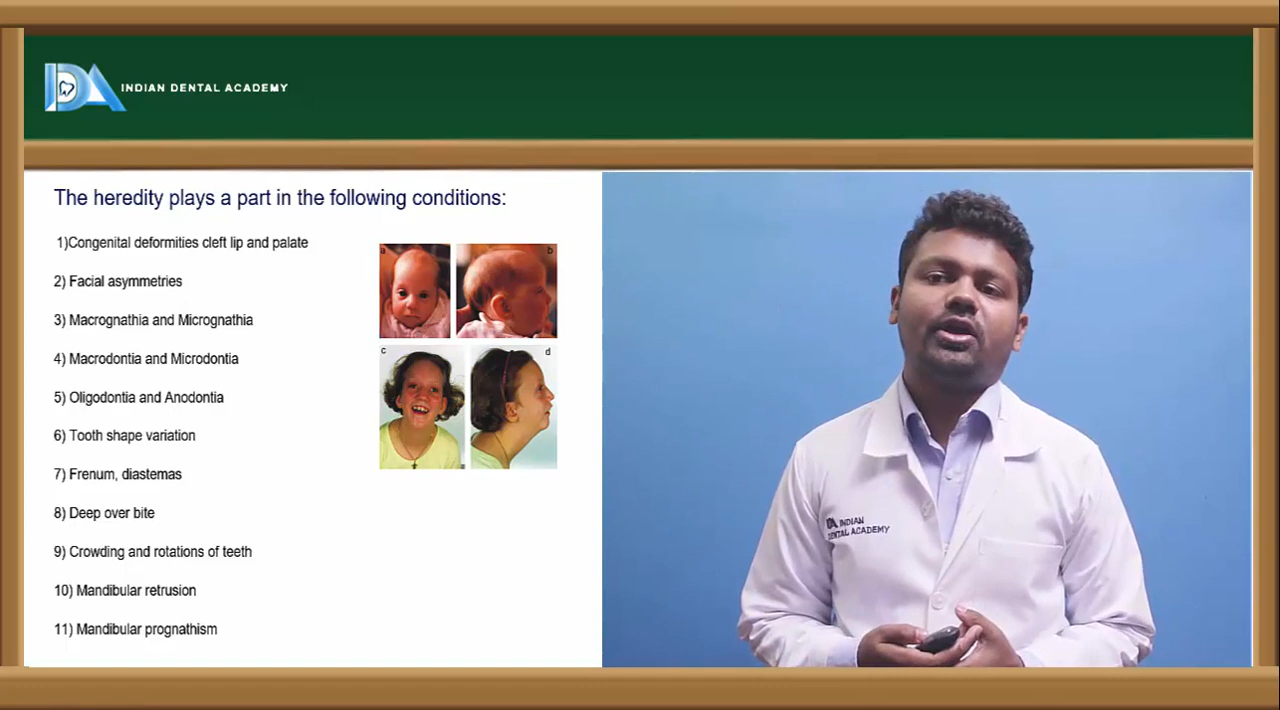 IDA INDIAN DENTAL ACADEMY
The heredity plays a part in the following conditions:
1)Congenital deformities cleft lip and palate
2) Facial asymmetries
3) Macrognathia and Micrognathia
4) Macrodontia and Microdontia
5) Oligodontia and Anodontia
6) Tooth shape variation
7) Frenum, diastemas
8) Deep over bite
9) Crowding and rotations of teeth
10) Mandibular retrusion
11) Mandibular prognathism
a
b
c
d
IDA INDIAN
DENTAL ACADEMY